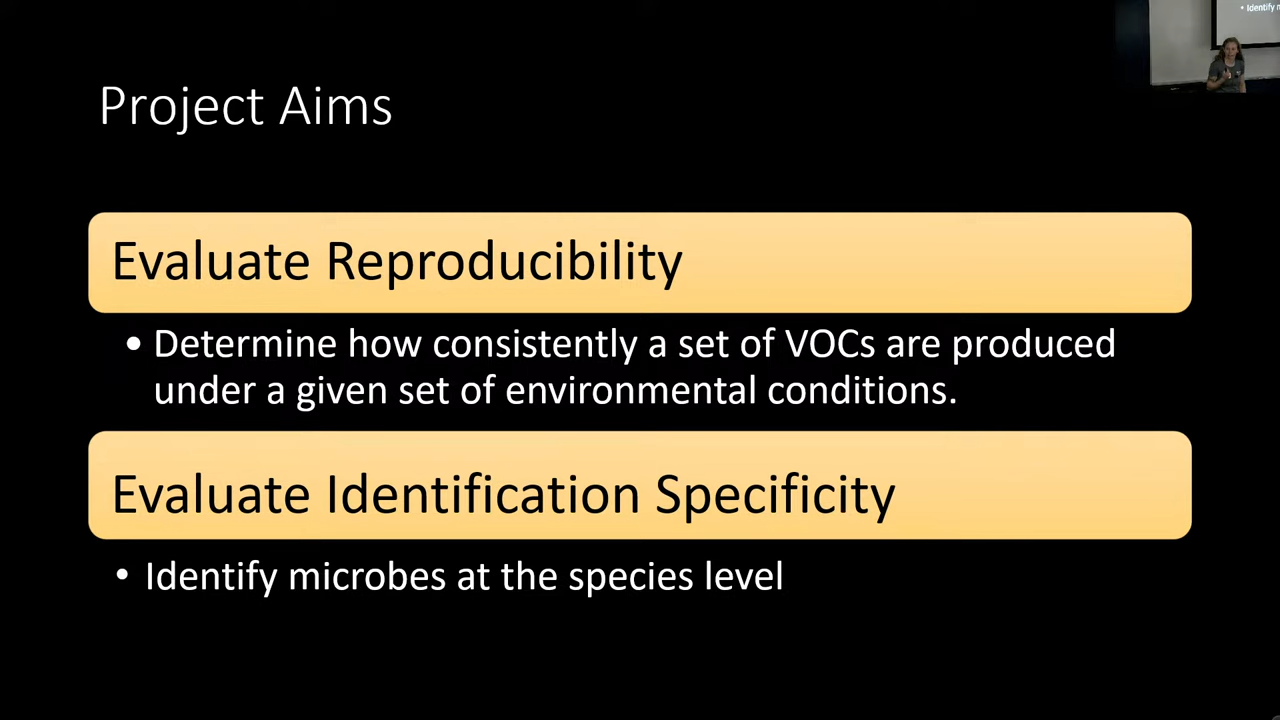 • Identify m
Project Aims
Evaluate Reproducibility
• Determine how consistently a set of VOCs are produced
under a given set of environmental conditions.
Evaluate Identification Specificity
• Identify microbes at the species level